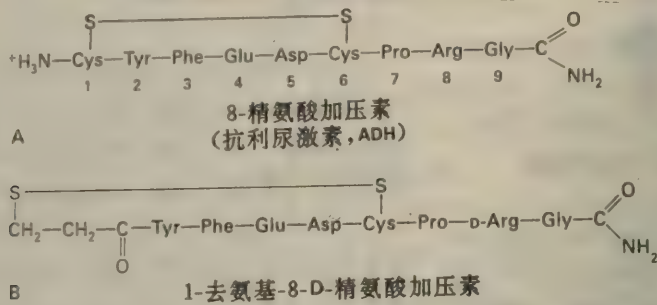 S S
⁺H₃N—Cys—Tyr—Phe—Glu—Asp—Cys—Pro—Arg—Gly—C
O
NH₂
1 2 3 4 5 6 7 8 9
8-精氨酸加压素
A (抗利尿激素,ADH)
S S
CH₂—CH₂—C—Tyr—Phe—Glu—Asp—Cys—Pro—D-Arg—Gly—C
O
O
NH₂
B 1-去氨基-8-D-精氨酸加压素